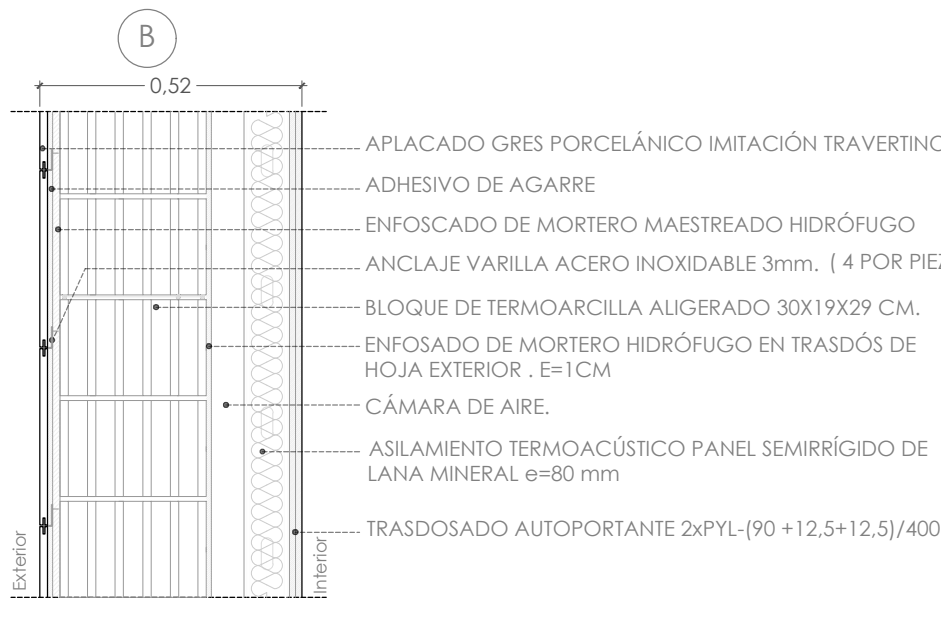 B
0,52
APLACADO GRES PORCELÁNICO IMITACIÓN TRAVERTINO
ADHESIVO DE AGARRE
ENFOSCADO DE MORTERO MAESTREADO HIDRÓFUGO
ANCLAJE VARILLA ACERO INOXIDABLE 3mm. ( 4 POR PIEZ
BLOQUE DE TERMOARCILLA ALIGERADO 30X19X29 CM.
ENFOSADO DE MORTERO HIDRÓFUGO EN TRASDÓS DE
HOJA EXTERIOR . E=1CM
CÁMARA DE AIRE.
ASILAMIENTO TERMOACÚSTICO PANEL SEMIRRÍGIDO DE
LANA MINERAL e=80 mm
TRASDOSADO AUTOPORTANTE 2xPYL-(90 +12,5+12,5)/400
Exterior
Interior